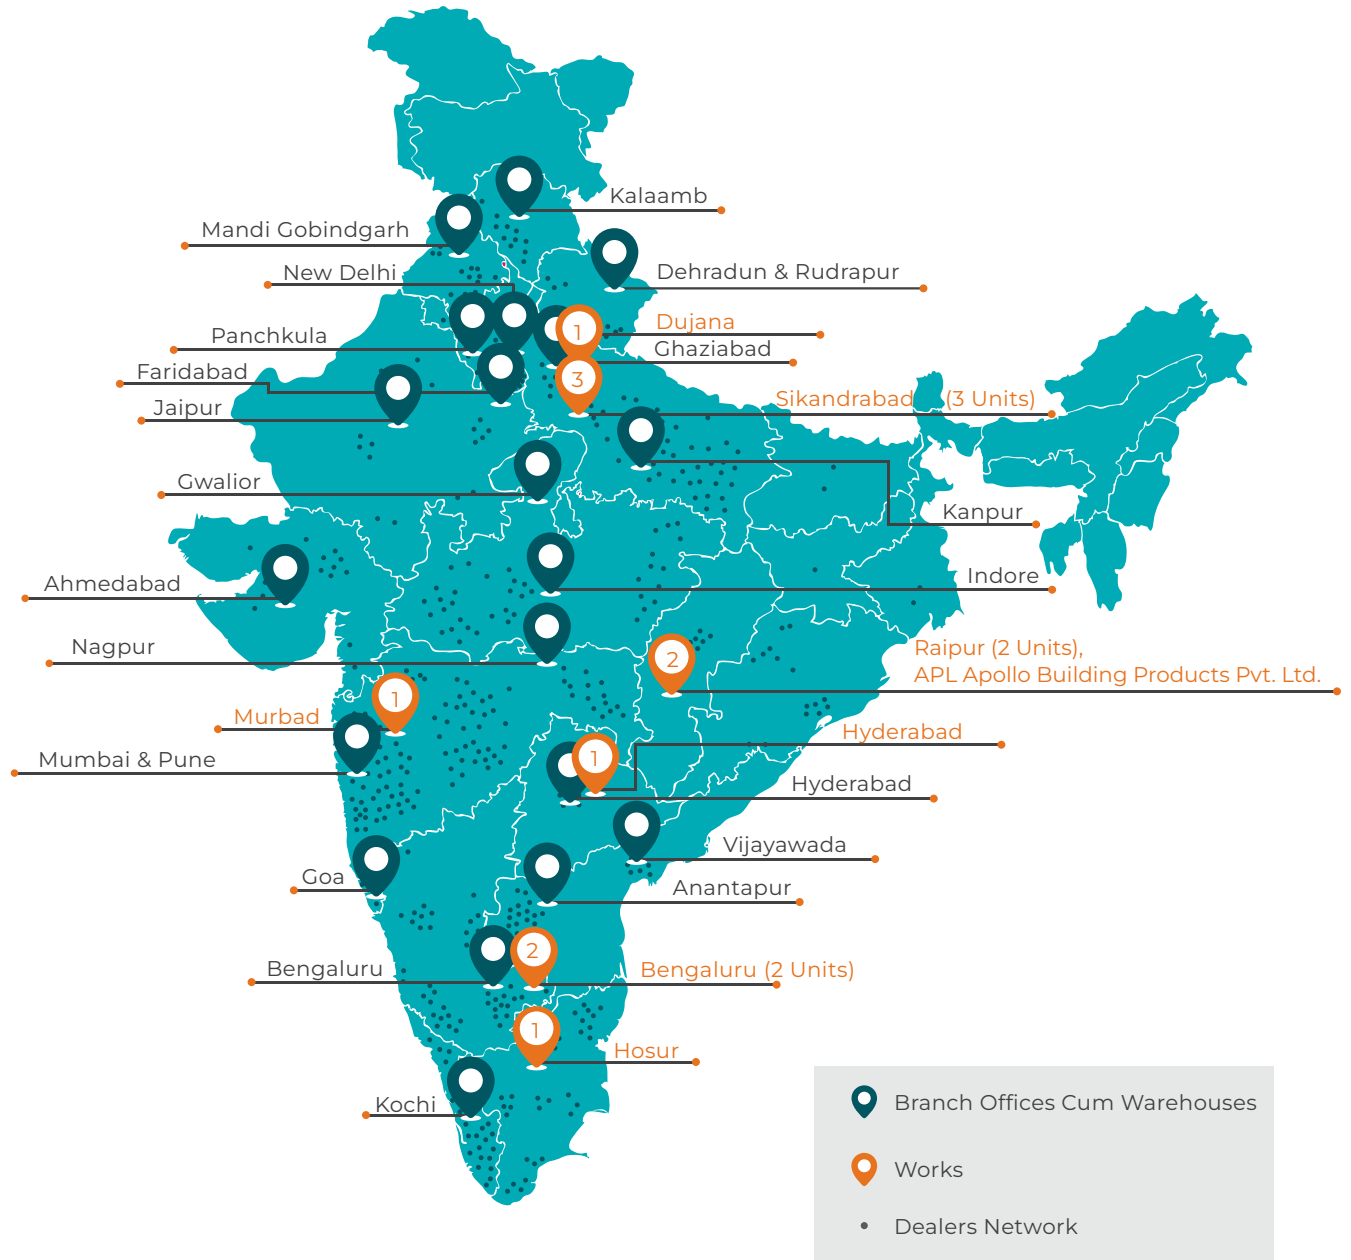 Kalaamb
Mandi Gobindgarh
New Delhi
Dehradun & Rudrapur
1
Dujana
Panchkula
Ghaziabad
Faridabad
3
Sikandrabad (3 Units)
Jaipur
Gwalior
Kanpur
Ahmedabad
Indore
Nagpur
2
Raipur (2 Units),
APL Apollo Building Products Pvt. Ltd.
1
Murbad
Hyderabad
Mumbai & Pune
1
Hyderabad
Vijayawada
Goa
Anantapur
Bengaluru
2
Bengaluru (2 Units)
1
Hosur
Kochi
Branch Offices Cum Warehouses
Works
Dealers Network